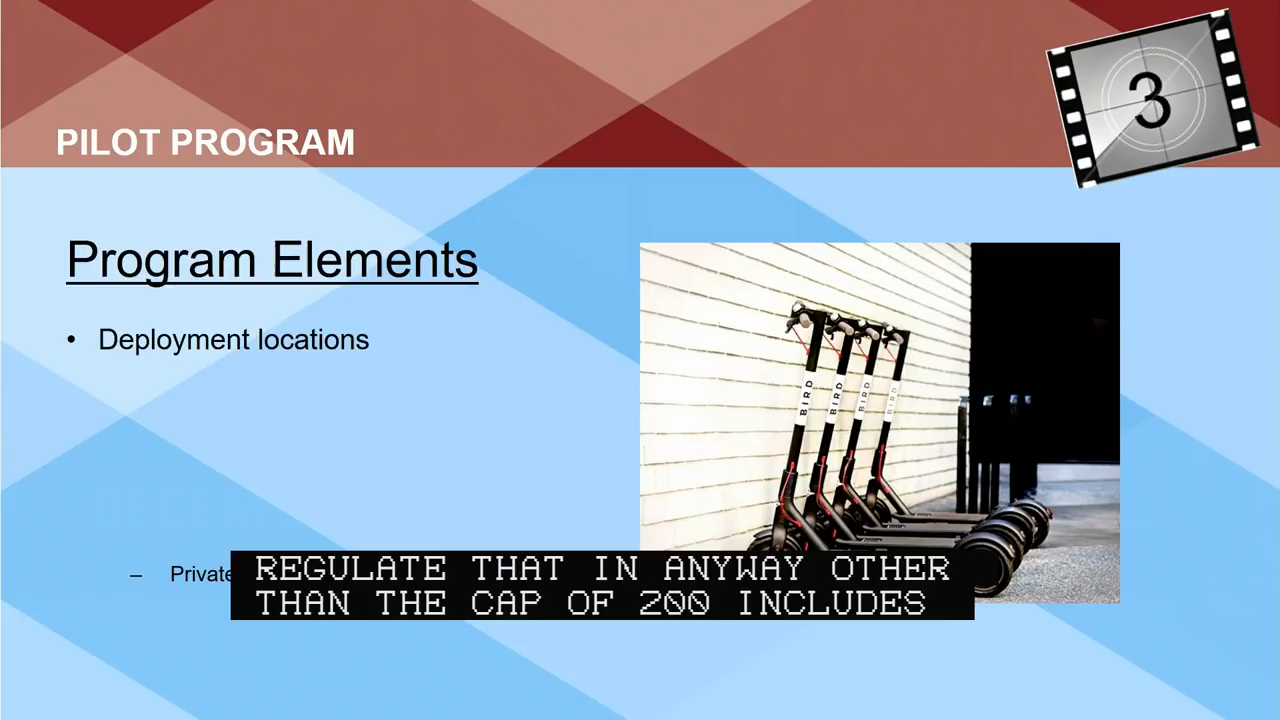 3
PILOT PROGRAM
Program Elements
• Deployment locations
BIRD BIRD BIRD BIRD
– Private
REGULATE THAT IN ANYWAY OTHER
THAN THE CAP OF 200 INCLUDES